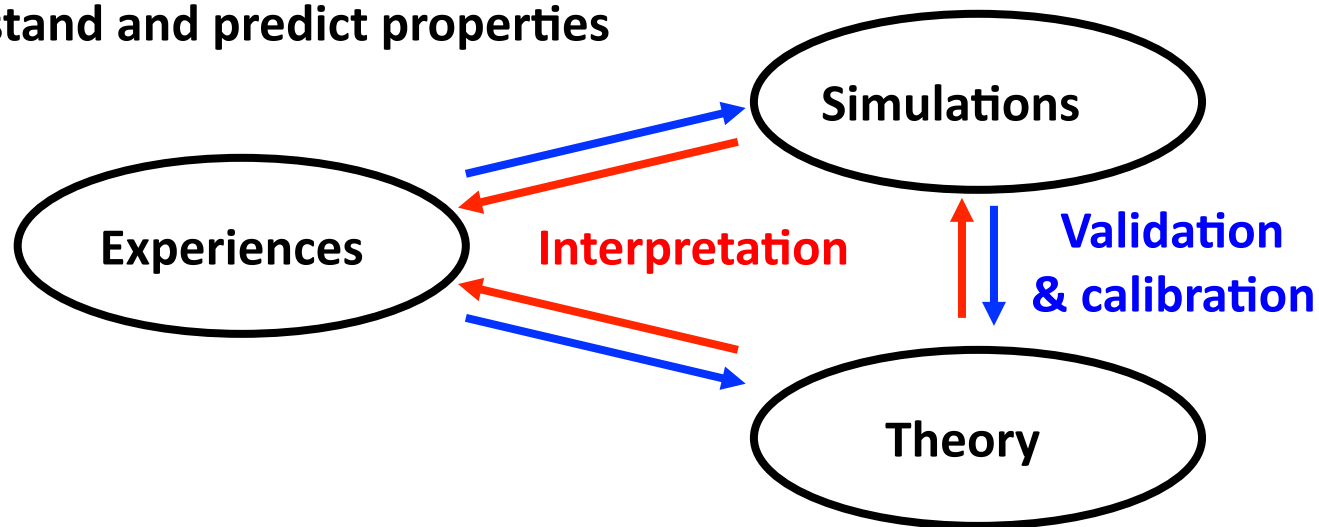 stand and predict properties
Simulations
Experiences
Interpretation
Validation
& calibration
Theory